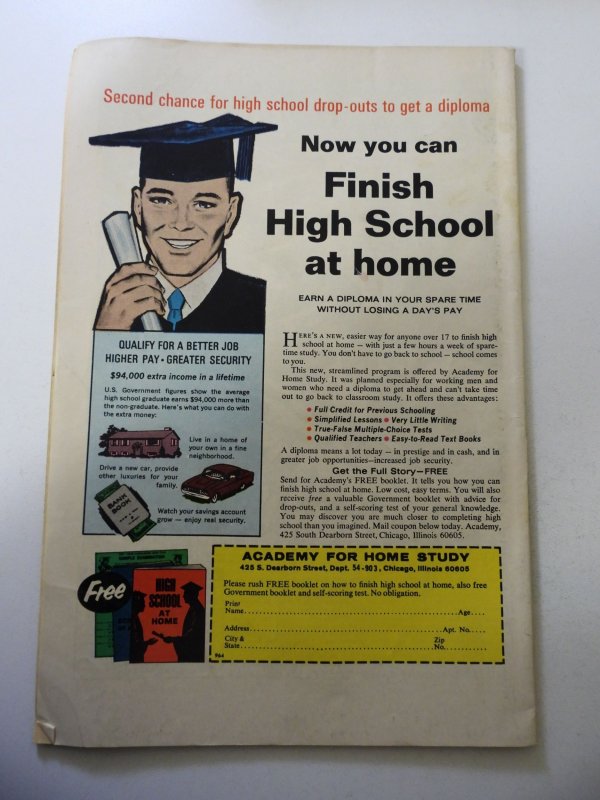 Second chance for high school drop-outs to get a diploma
Now you can
Finish
High School
at home
EARN A DIPLOMA IN YOUR SPARE TIME
WITHOUT LOSING A DAY'S PAY
QUALIFY FOR A BETTER JOB
HIGHER PAY • GREATER SECURITY
$94,000 extra income in a lifetime
U.S. Government figures show the average
high school graduate earns $94,000 more than
the non-graduate. Here's what you can do with
the extra money:
Live in a home of
your own in a fine
neighborhood.
Drive a new car, provide
other luxuries for your
family.
BANK
BOOK
Watch your savings account
grow — enjoy real security.
HERE'S A NEW, easier way for anyone over 17 to finish high
school at home — with just a few hours a week of spare-
time study. You don't have to go back to school — school comes
to you.
This new, streamlined program is offered by Academy for
Home Study. It was planned especially for working men and
women who need a diploma to get ahead and can't take time
out to go back to classroom study. It offers these advantages:
• Full Credit for Previous Schooling
• Simplified Lessons • Very Little Writing
• True-False Multiple-Choice Tests
• Qualified Teachers • Easy-to-Read Text Books
A diploma means a lot today — in prestige and in cash, and in
greater job opportunities—increased job security.
Get the Full Story—FREE
Send for Academy's FREE booklet. It tells you how you can
finish high school at home. Low cost, easy terms. You will also
receive free a valuable Government booklet with advice for
drop-outs, and a self-scoring test of your general knowledge.
You may discover you are much closer to completing high
school than you imagined. Mail coupon below today. Academy,
425 South Dearborn Street, Chicago, Illinois 60605.
Free
HIGH
SCHOOL
AT
HOME
ACADEMY FOR HOME STUDY
425 S. Dearborn Street, Dept. 54-903, Chicago, Illinois 60605
Please rush FREE booklet on how to finish high school at home, also free
Government booklet and self-scoring test. No obligation.
Print
Name Age
Address Apt. No.
City & Zip
State No.
964